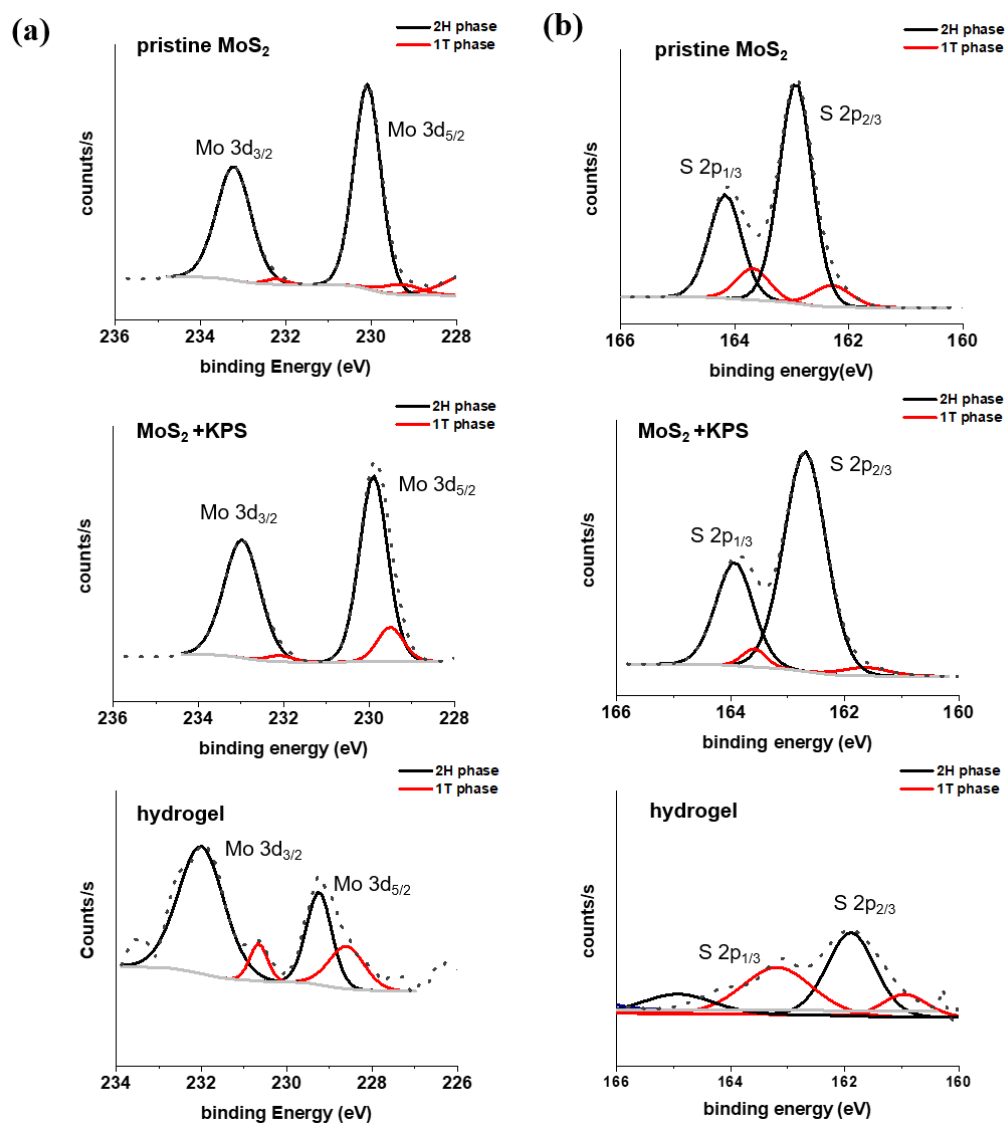 (a)
pristine MoS₂
2H phase
1T phase
Mo 3d₃/₂
Mo 3d₅/₂
counuts/s
236 234 232 230 228
binding Energy (eV)
(b)
pristine MoS₂
2H phase
1T phase
S 2p₁/₃
S 2p₂/₃
counts/s
166 164 162 160
binding energy(eV)
MoS₂ +KPS
2H phase
1T phase
Mo 3d₃/₂
Mo 3d₅/₂
counts/s
236 234 232 230 228
binding energy (eV)
MoS₂ +KPS
2H phase
1T phase
S 2p₁/₃
S 2p₂/₃
counts/s
166 164 162 160
binding energy (eV)
hydrogel
2H phase
1T phase
Mo 3d₃/₂
Mo 3d₅/₂
Counts/s
234 232 230 228 226
binding Energy (eV)
hydrogel
2H phase
1T phase
S 2p₁/₃
S 2p₂/₃
counts/s
166 164 162 160
binding energy (eV)